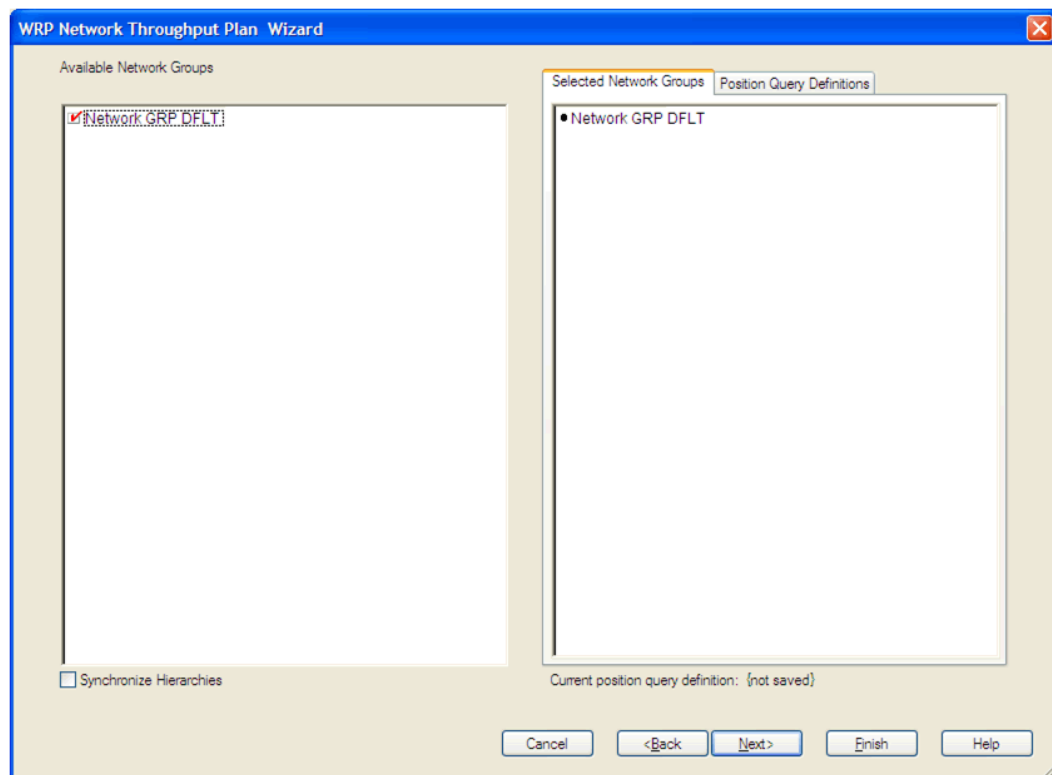 WRP Network Throughput Plan Wizard
Available Network Groups
Network GRP DFLT
Synchronize Hierarchies
Selected Network Groups
Position Query Definitions
Network GRP DFLT
Current position query definition: {not saved}
Cancel
<Back
Next>
Finish
Help